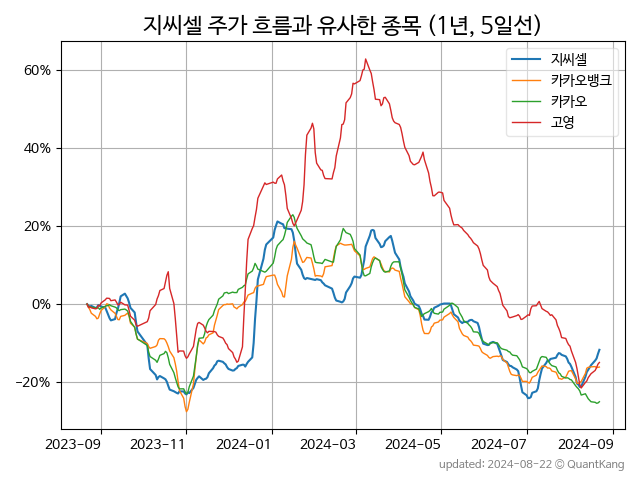 지씨셀 주가 흐름과 유사한 종목 (1년, 5일선)
지씨셀
카카오뱅크
카카오
고영
60%
40%
20%
0%
−20%
2023-09 2023-11 2024-01 2024-03 2024-05 2024-07 2024-09
updated: 2024-08-22 © QuantKang